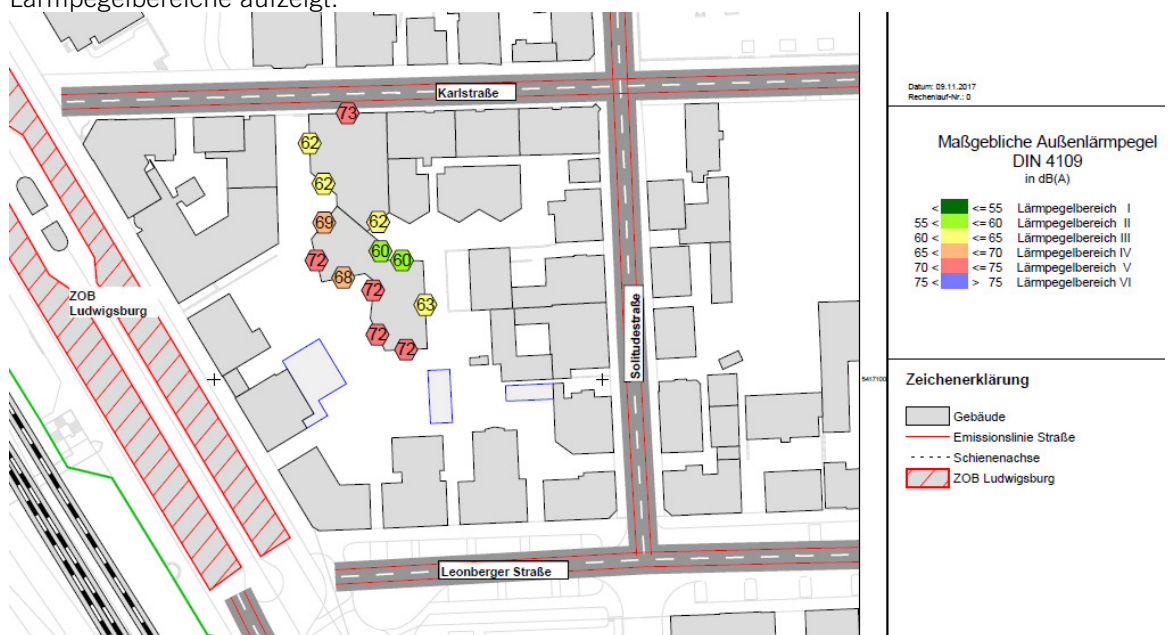 Lärmpegelbereiche aufzeigt.
Karlstraße
73
62
62
69
62
60
60
72
68
72
63
72
72
ZOB
Ludwigsburg
Solitudestraße
Leonberger Straße
5417100
Datum: 09.11.2017
Rechenlauf-Nr.: 0
Maßgebliche Außenlärmpegel
DIN 4109
in dB(A)
< <= 55 Lärmpegelbereich I
55 < <= 60 Lärmpegelbereich II
60 < <= 65 Lärmpegelbereich III
65 < <= 70 Lärmpegelbereich IV
70 < <= 75 Lärmpegelbereich V
75 < > 75 Lärmpegelbereich VI
Zeichenerklärung
Gebäude
Emissionslinie Straße
Schienenachse
ZOB Ludwigsburg